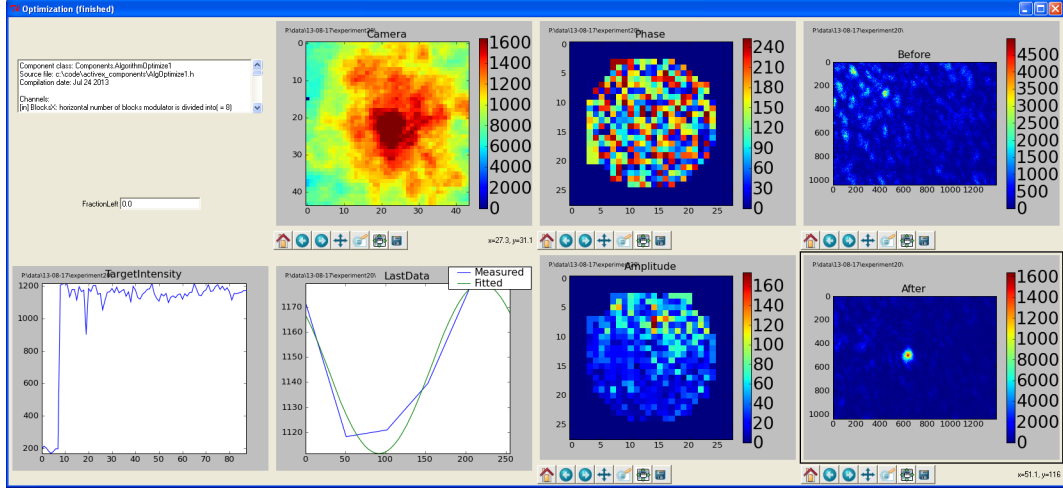 Optimization (finished)
Component class: Components.AlgorithmOptimize1
Source file: c:\code\activex_components\AlgOptimize1.h
Compilation date: Jul 24 2013
Channels:
[in] BlocksX: horizontal number of blocks modulator is divided into( = 8)
FractionLeft 0.0
P:\data\13-08-17\experiment20\
Camera
0
10
20
30
40
0 10 20 30 40
1600
1400
1200
1000
8000
6000
4000
2000
0
x=27.3, y=31.1
P:\data\13-08-17\experiment20\
Phase
0
5
10
15
20
25
0 5 10 15 20 25
240
210
180
150
120
90
60
30
0
P:\data\13-08-17\experiment20\
Before
0
200
400
600
800
1000
0 200 400 600 800 1000 1200
4500
4000
3500
3000
2500
2000
1500
1000
500
0
P:\data\13-08-17\experiment20\
TargetIntensity
1200
1000
800
600
400
200
0 10 20 30 40 50 60 70 80
P:\data\13-08-17\experiment20\
LastData
Measured
Fitted
1170
1160
1150
1140
1130
1120
0 50 100 150 200 250
P:\data\13-08-17\experiment20\
Amplitude
0
5
10
15
20
25
0 5 10 15 20 25
160
140
120
100
80
60
40
20
0
P:\data\13-08-17\experiment20\
After
0
200
400
600
800
1000
0 200 400 600 800 1000 1200
1600
1400
1200
1000
8000
6000
4000
2000
0
x=51.1, y=116